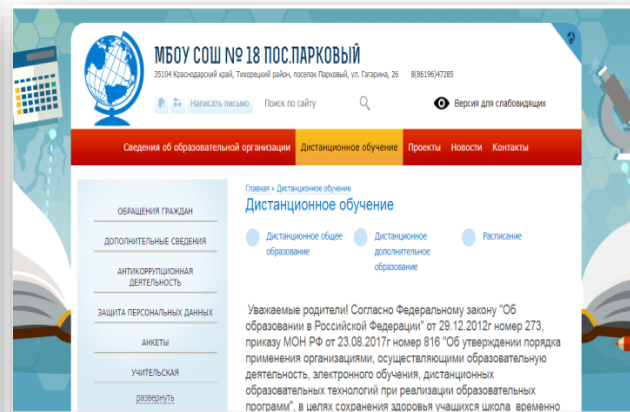 МБОУ СОШ № 18 ПОС.ПАРКОВЫЙ
35104 Краснодарский край, Тихорецкий район, поселок Парковый, ул. Гагарина, 26 8(86196)47285
Написать письмо Поиск по сайту Версия для слабовидящих
Сведения об образовательной организации Дистанционное обучение Проекты Новости Контакты
ОБРАЩЕНИЯ ГРАЖДАН
ДОПОЛНИТЕЛЬНЫЕ СВЕДЕНИЯ
АНТИКОРРУПЦИОННАЯ
ДЕЯТЕЛЬНОСТЬ
ЗАЩИТА ПЕРСОНАЛЬНЫХ ДАННЫХ
АНКЕТЫ
УЧИТЕЛЬСКАЯ
развернуть
Главная » Дистанционное обучение
Дистанционное обучение
Дистанционное общее
образование
Дистанционное
дополнительное
образование
Расписание
Уважаемые родители! Согласно Федеральному закону "Об
образовании в Российской Федерации" от 29.12.2012г номер 273,
приказу МОН РФ от 23.08.2017г номер 816 "Об утверждении порядка
применения организациями, осуществляющими образовательную
деятельность, электронного обучения, дистанционных
образовательных технологий при реализации образовательных
программ", в целях сохранения здоровья учащихся школа временно